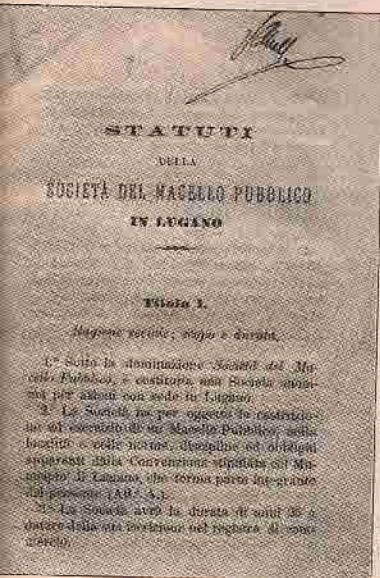 STATUTI
DELLA
SOCIETÀ DEL MACELLO PUBBLICO
IN LUGANO
Titolo I.
Ragione sociale; scopo e durata.
1.° Sotto la denominazione Società del Ma-
cello Pubblico, è costituita una Società anoni-
ma per azioni con sede in Lugano.
2. La Società ha per oggetto la costruzio-
ne ed esercizio di un Macello Pubblico, nella
località e colle norme, discipline ed obblighi
apparenti dalla Convenzione stipulata col Mu-
nicipio di Lugano, che forma parte integrante
del presente (All. A.).
3.° La Società avrà la durata di anni 35 a
datare dalla sua iscrizione nel registro di com-
mercio.